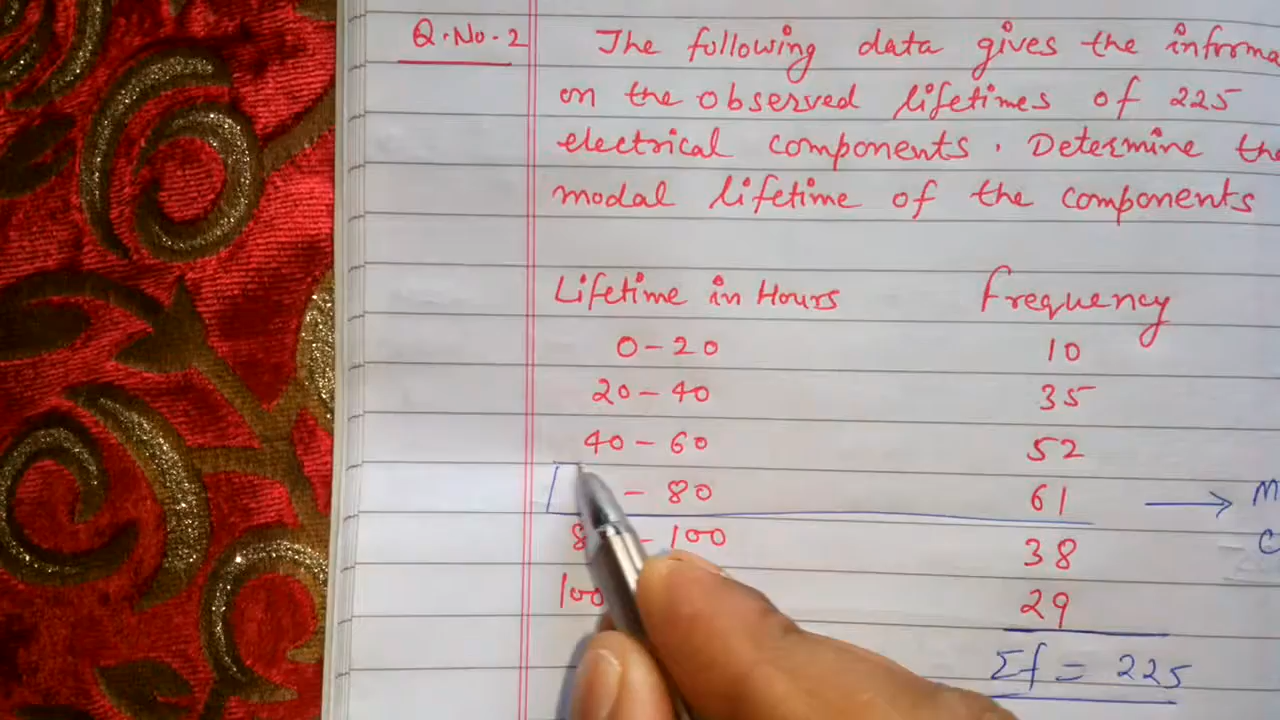 Q.No.2 The following data gives the informa
on the observed lifetimes of 225
electrical components. Determine the
modal lifetime of the components
Lifetime in Hours Frequency
0-20 10
20-40 35
40-60 52
- 80 61 → M
8 - 100 38 C
100 29
Σf = 225